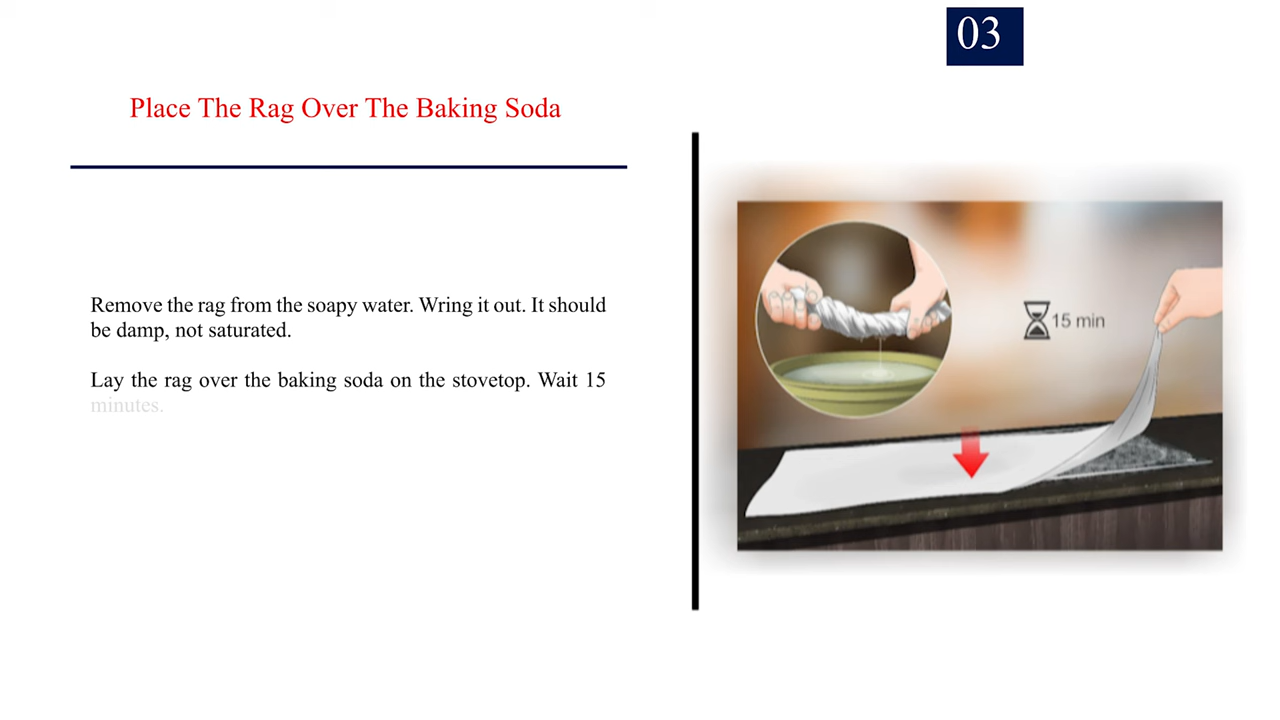 03
Place The Rag Over The Baking Soda
Remove the rag from the soapy water. Wring it out. It should
be damp, not saturated.
Lay the rag over the baking soda on the stovetop. Wait 15
minutes.
15 min